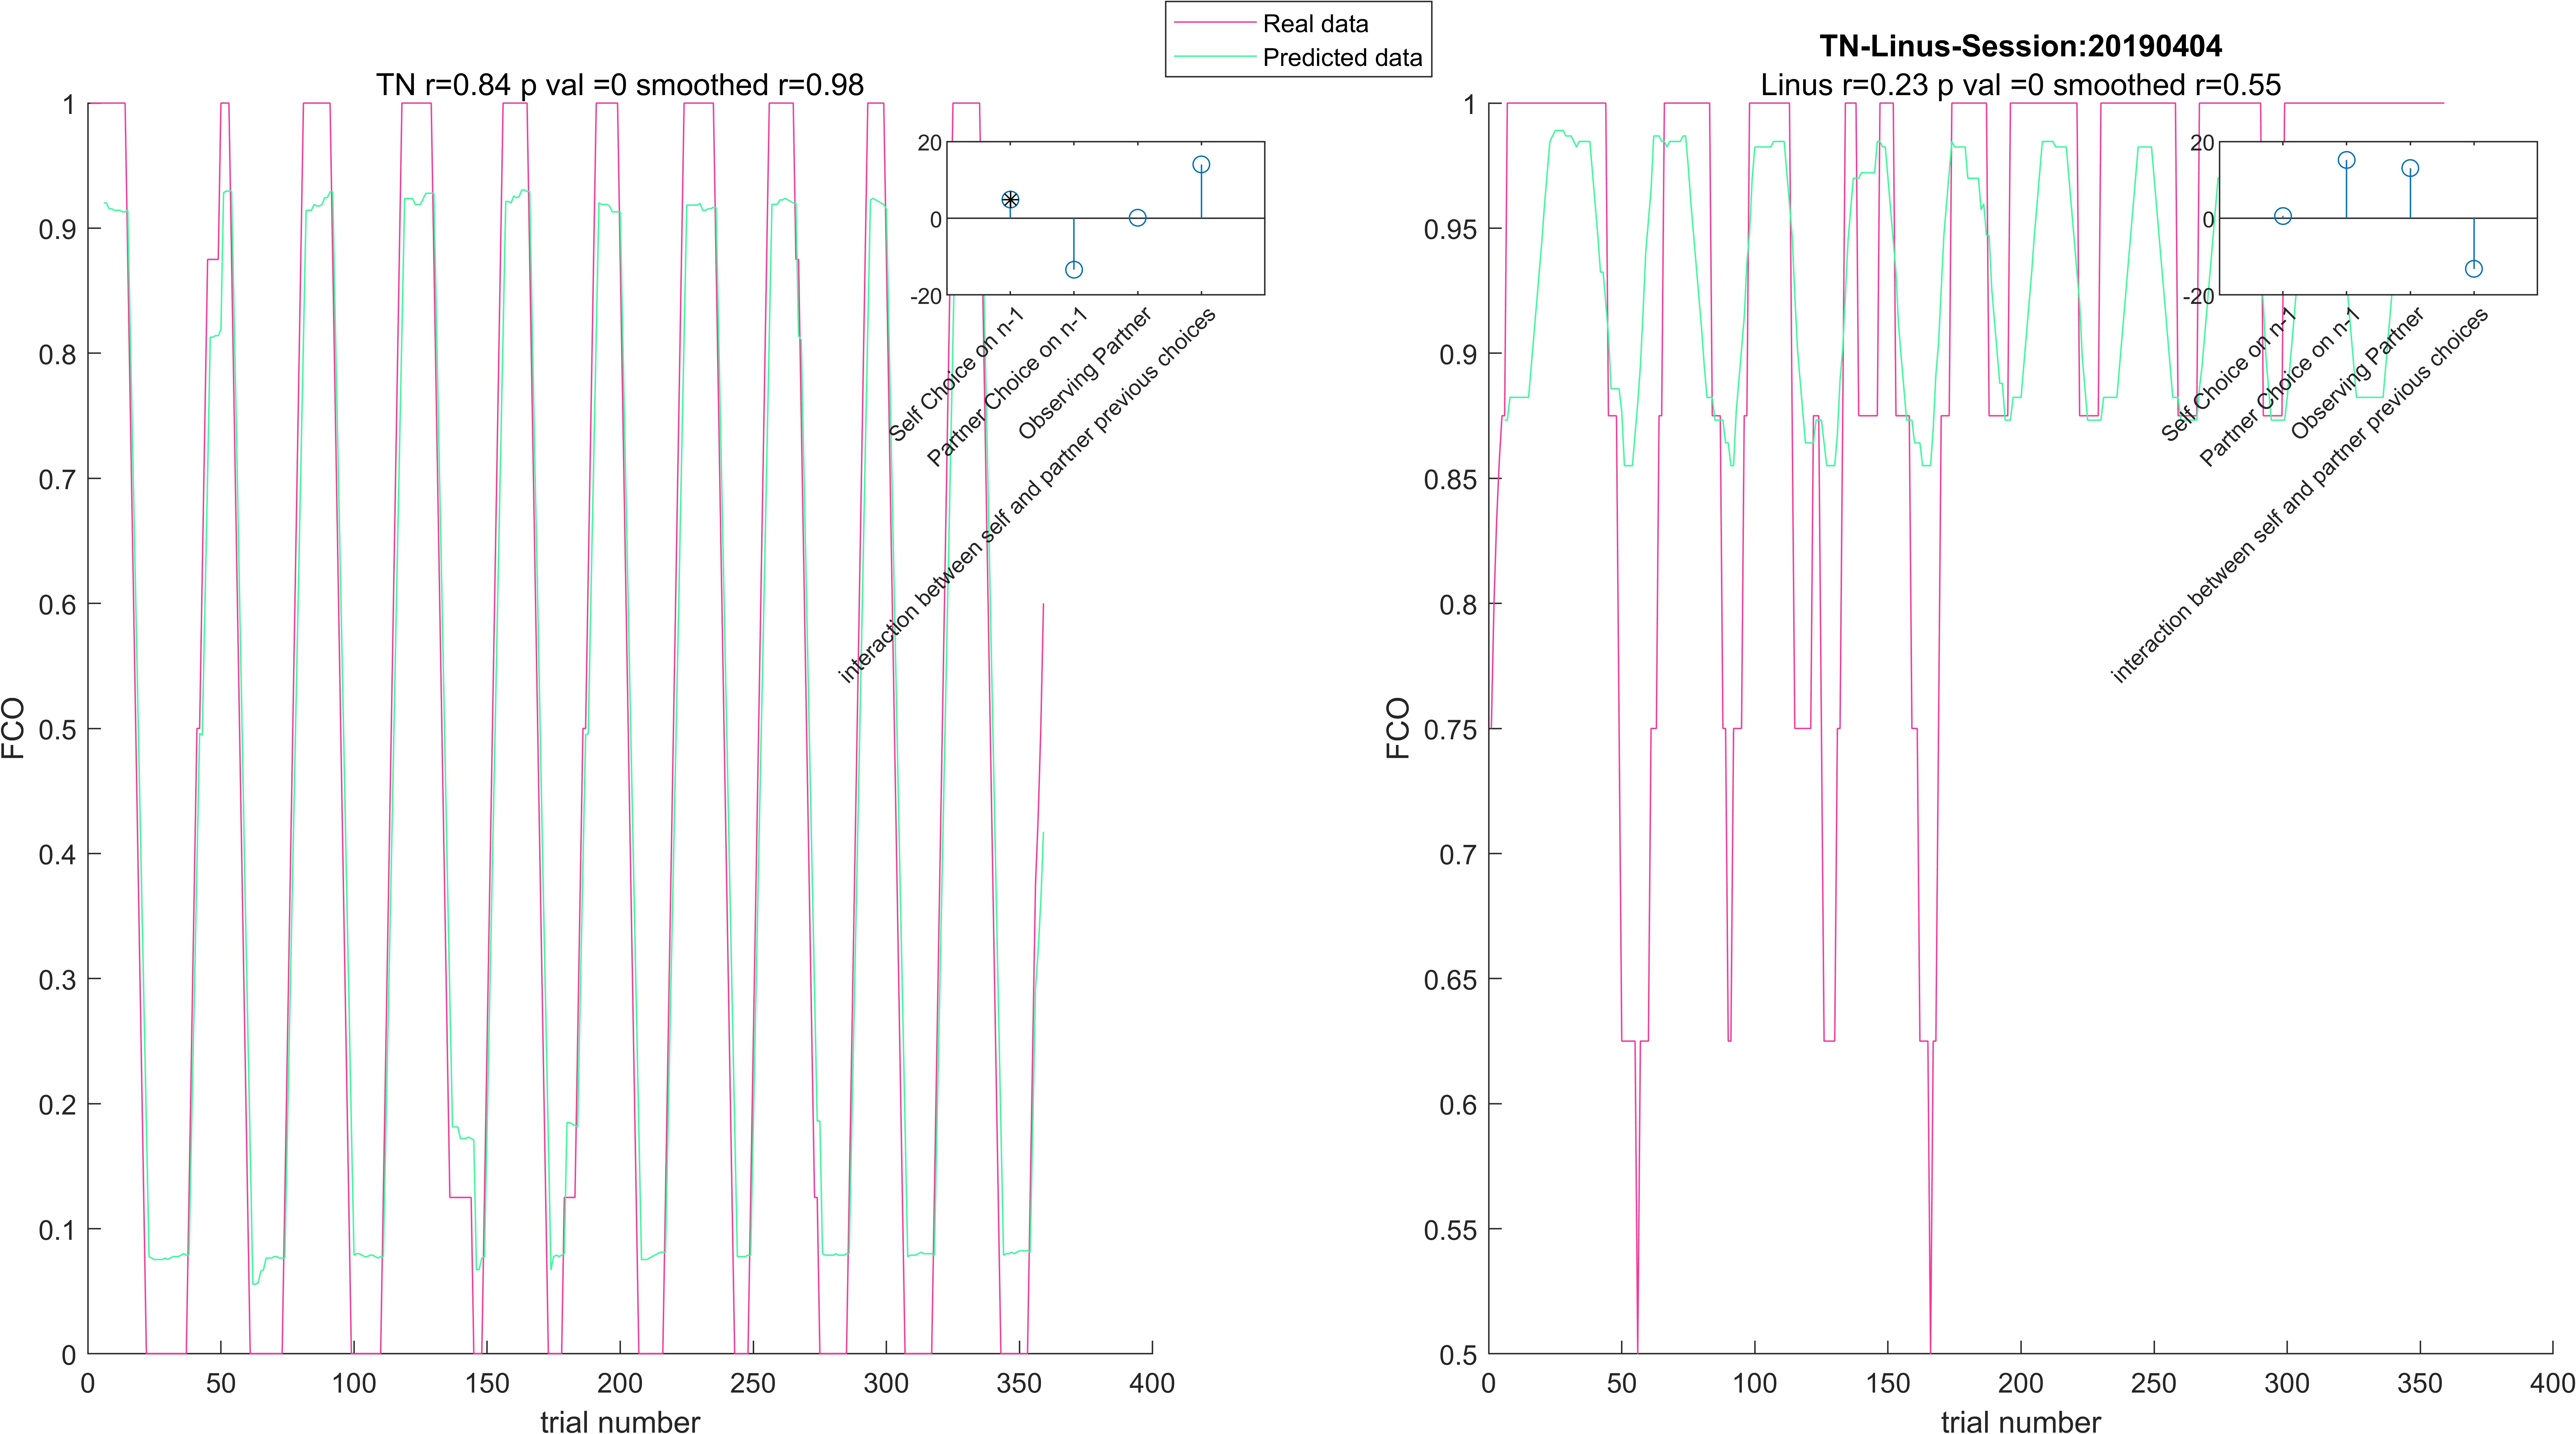 Real data
Predicted data
TN r=0.84 p val =0 smoothed r=0.98
1
0.9
0.8
0.7
0.6
0.5
0.4
0.3
0.2
0.1
0
FCO
0
50
100
150
200
250
300
350
400
trial number
20
0
-20
Self Choice on n-1
Partner Choice on n-1
Observing Partner
interaction between self and partner previous choices
TN-Linus-Session:20190404
Linus r=0.23 p val =0 smoothed r=0.55
1
0.95
0.9
0.85
0.8
0.75
0.7
0.65
0.6
0.55
0.5
FCO
0
50
100
150
200
250
300
350
400
trial number
20
0
-20
Self Choice on n-1
Partner Choice on n-1
Observing Partner
interaction between self and partner previous choices